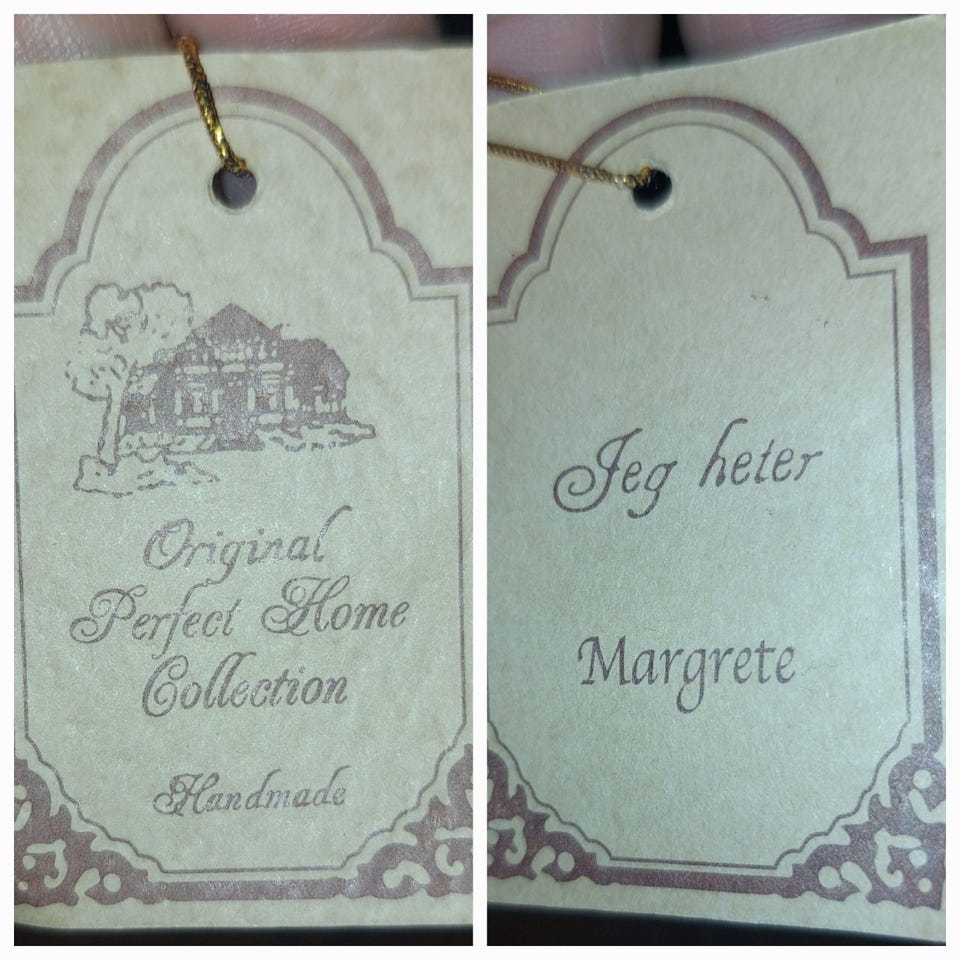 Original
Perfect Home
Collection
Handmade
Jeg heter
Margrete